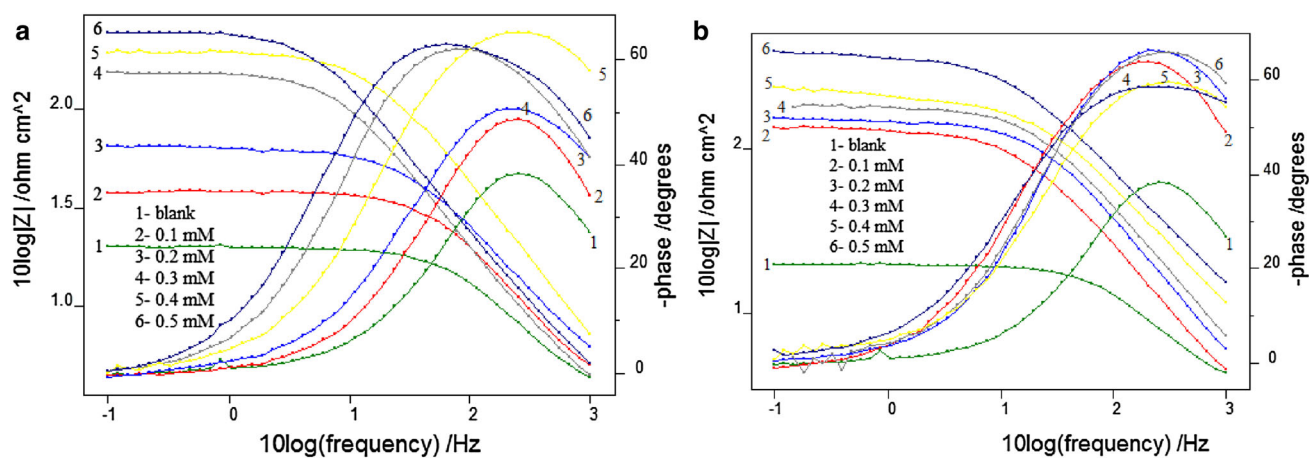 a
10log|Z| /ohm cm^2
2.0
1.5
1.0
6
5
4
3
2
1
1- blank
2- 0.1 mM
3- 0.2 mM
4- 0.3 mM
5- 0.4 mM
6- 0.5 mM
5
6
4
3
2
1
60
40
20
0
-phase /degrees
-1
0
1
2
3
10log(frequency) /Hz
b
10log|Z| /ohm cm^2
2
1
6
5
4
3
2
1
1- blank
2- 0.1 mM
3- 0.2 mM
4- 0.3 mM
5- 0.4 mM
6- 0.5 mM
6
4
5
3
2
1
60
40
20
0
-phase /degrees
-1
0
1
2
3
10log(frequency) /Hz